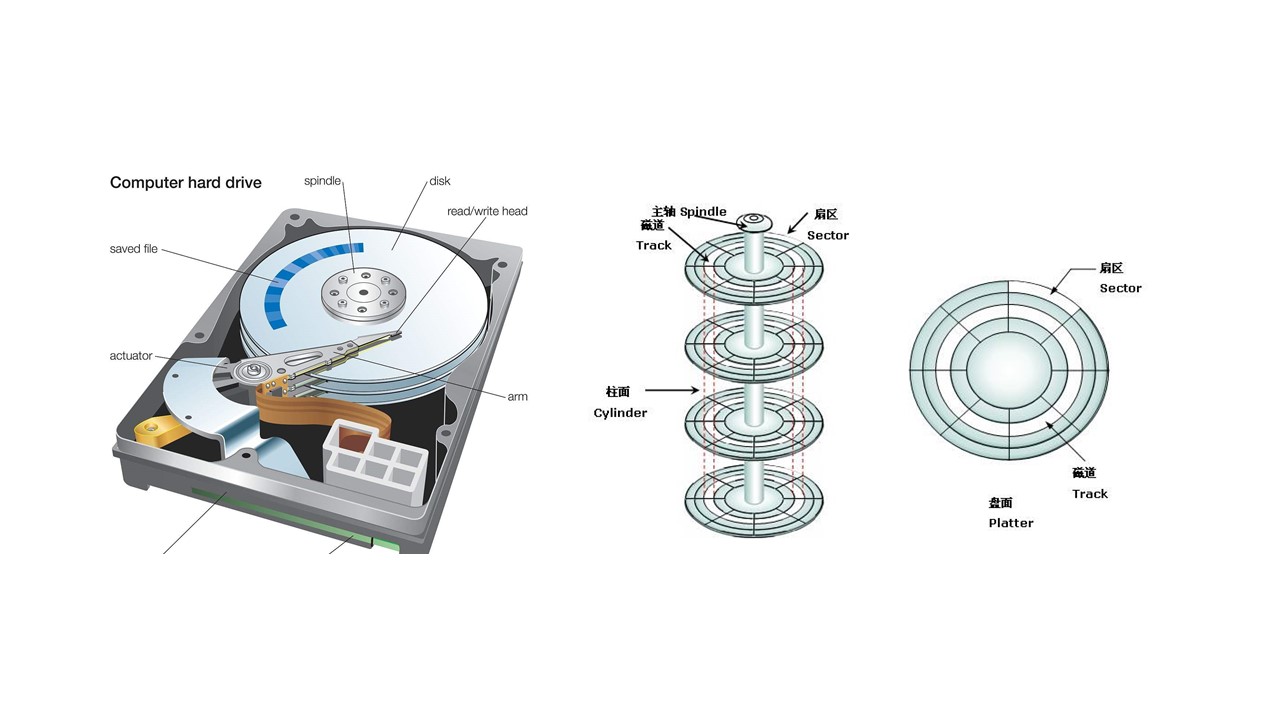 Computer hard drive
spindle
disk
read/write head
saved file
actuator
arm
主轴 Spindle
磁道
Track
扇区
Sector
柱面
Cylinder
扇区
Sector
磁道
Track
盘面
Platter